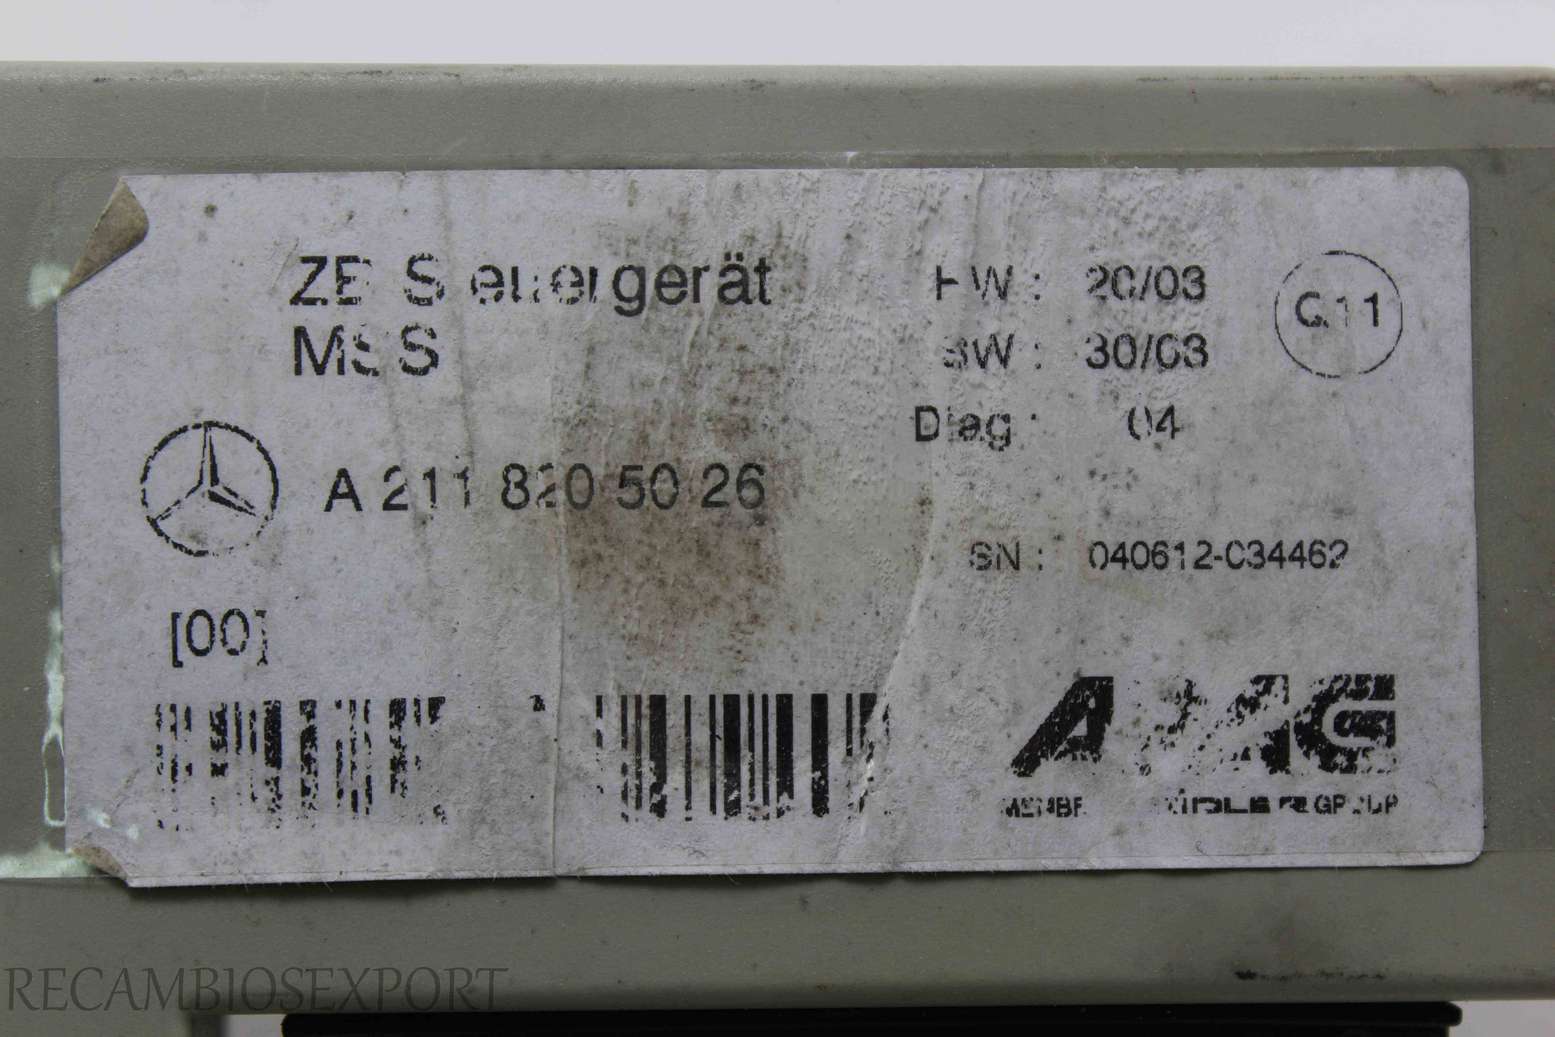 ZB Steuergerät
MSS
HW : 20/03
SW : 30/03
Diag : 04
A 211 820 50 26
SN : 040612-034462
[00]
GROUP
RECAMBIOSEXPORT